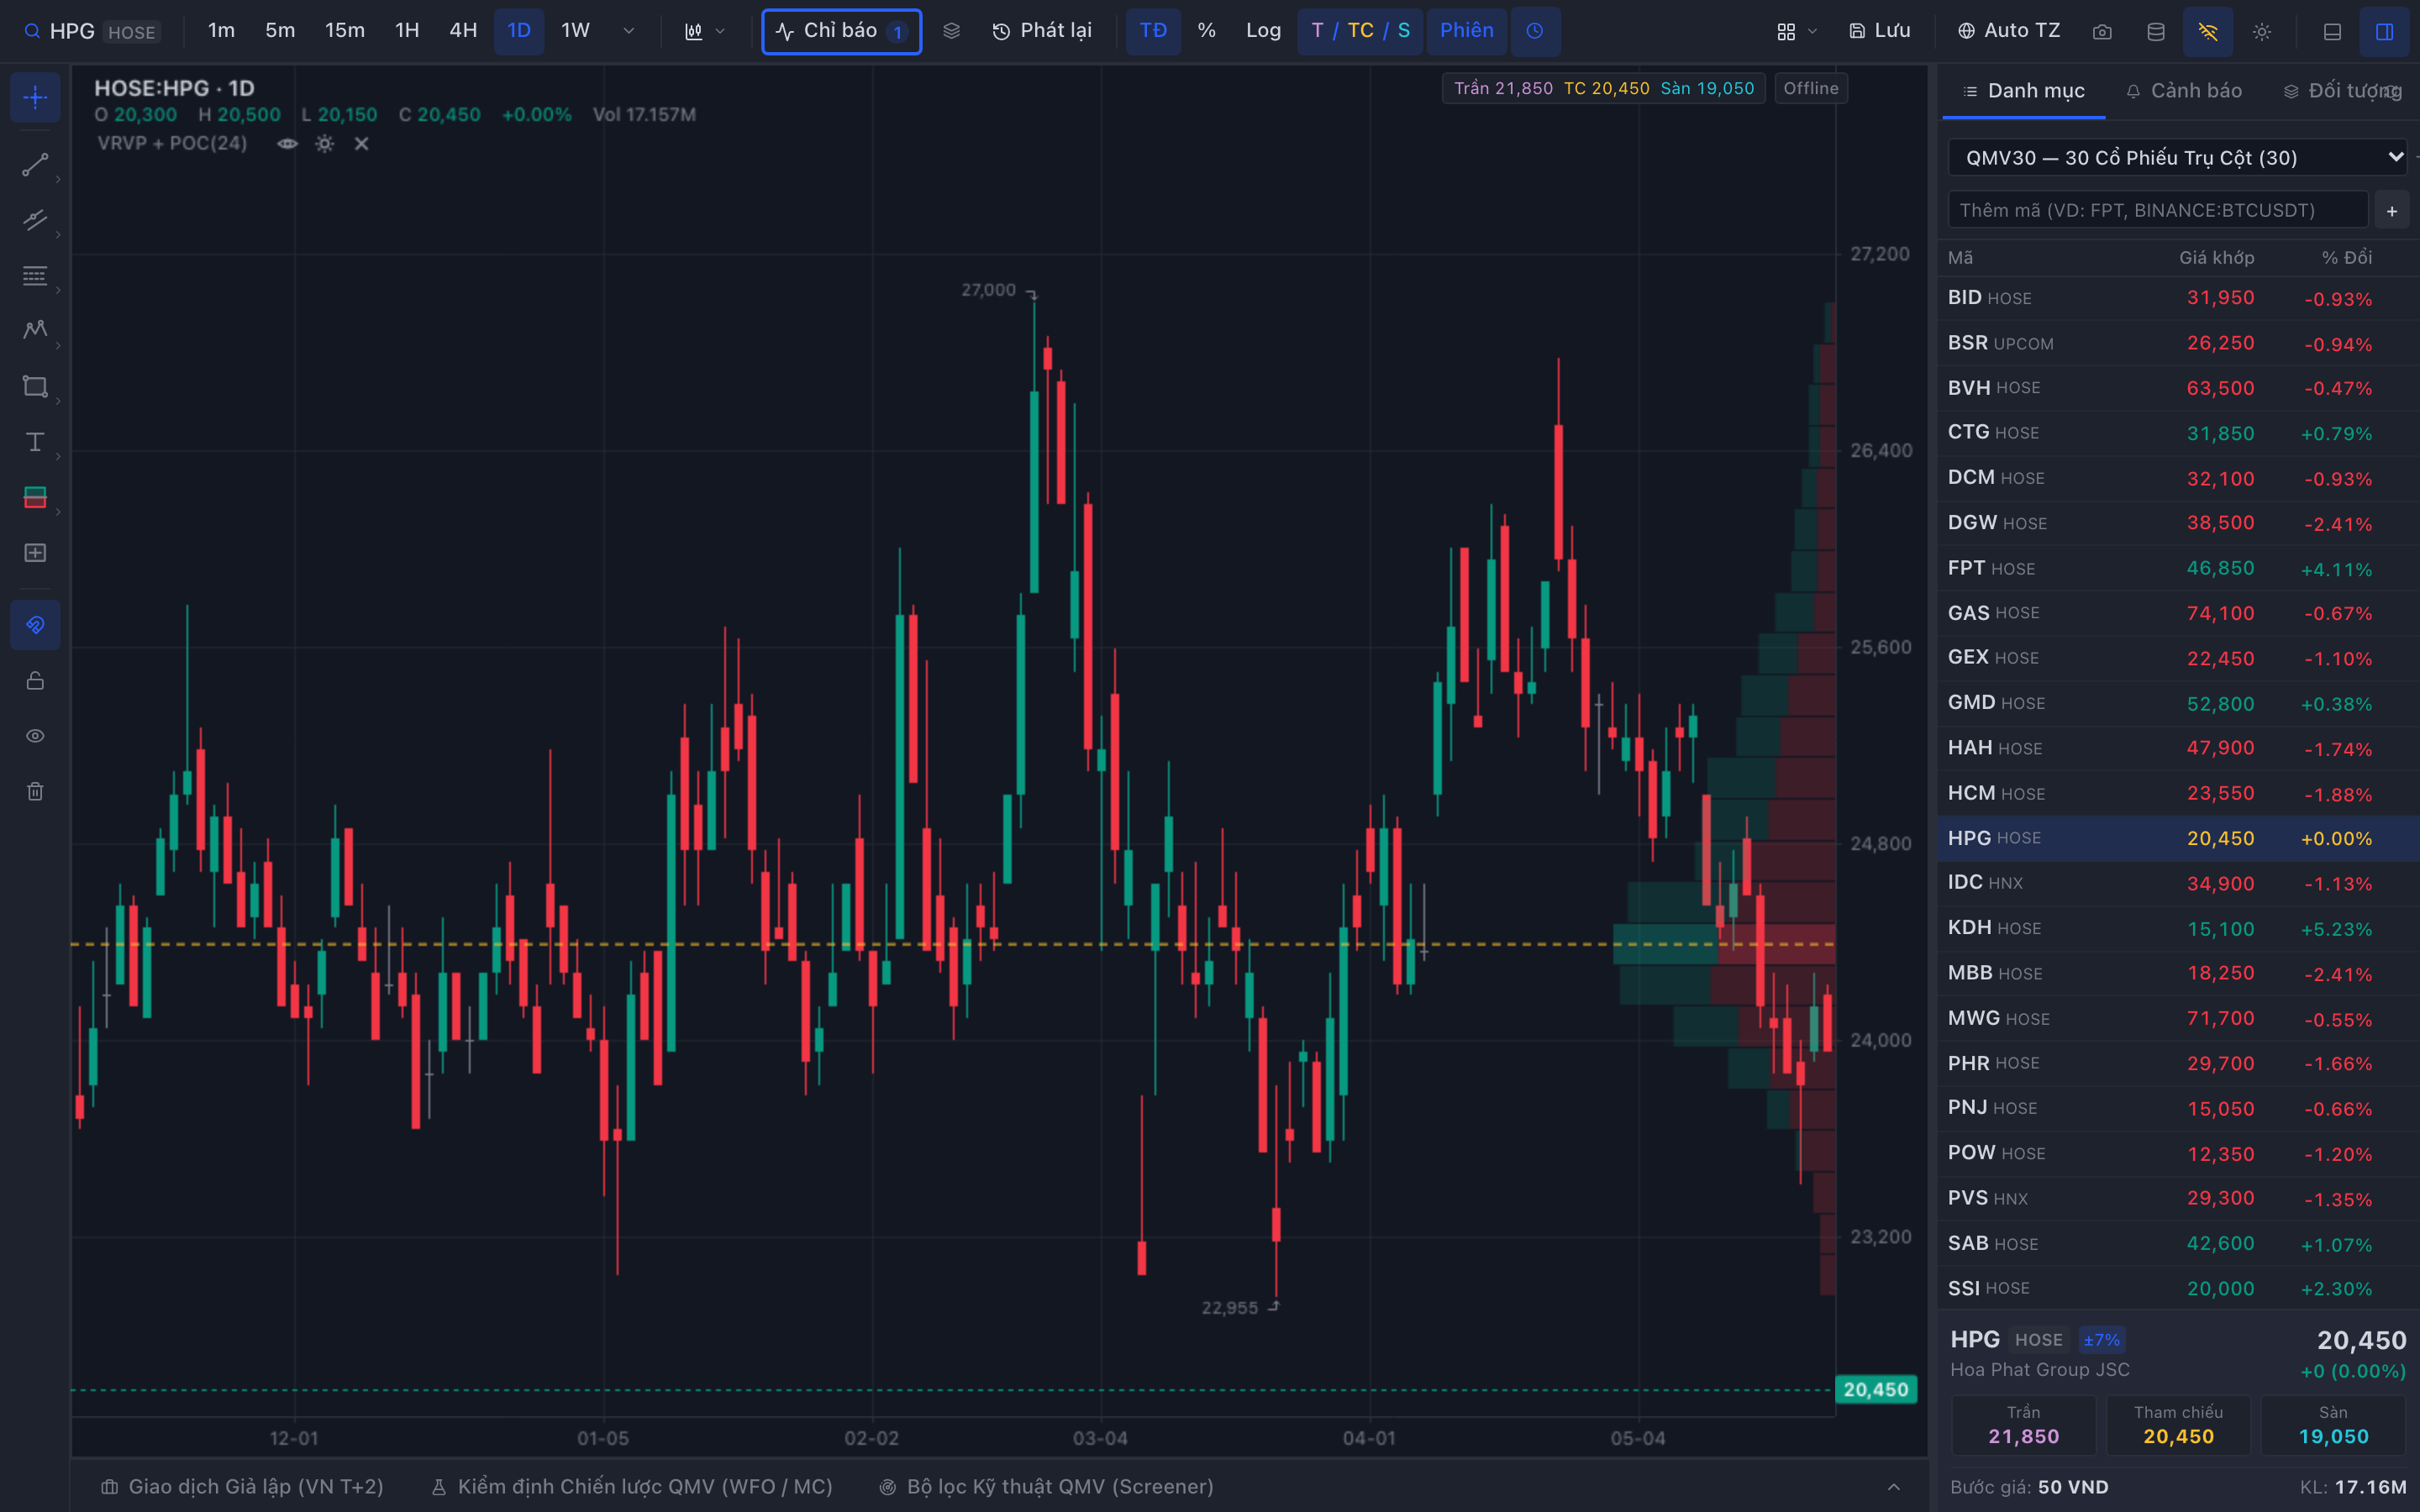 HPG HOSE 1m 5m 15m 1H 4H 1D 1W Chỉ báo 1 Phát lại TĐ % Log T / TC / S Phiên Lưu Auto TZ
HOSE:HPG · 1D
O 20,300 H 20,500 L 20,150 C 20,450 +0.00% Vol 17.157M
VRVP + POC(24)
Trần 21,850 TC 20,450 Sàn 19,050 Offline
27,200
27,000
26,400
25,600
24,800
24,000
23,200
22,955
20,450
12-01 01-05 02-02 03-04 04-01 05-04
Giao dịch Giả lập (VN T+2) Kiểm định Chiến lược QMV (WFO / MC) Bộ lọc Kỹ thuật QMV (Screener)
Danh mục Cảnh báo Đối tượng
QMV30 — 30 Cổ Phiếu Trụ Cột (30)
Thêm mã (VD: FPT, BINANCE:BTCUSDT) +
Mã Giá khớp % Đổi
BID HOSE 31,950 -0.93%
BSR UPCOM 26,250 -0.94%
BVH HOSE 63,500 -0.47%
CTG HOSE 31,850 +0.79%
DCM HOSE 32,100 -0.93%
DGW HOSE 38,500 -2.41%
FPT HOSE 46,850 +4.11%
GAS HOSE 74,100 -0.67%
GEX HOSE 22,450 -1.10%
GMD HOSE 52,800 +0.38%
HAH HOSE 47,900 -1.74%
HCM HOSE 23,550 -1.88%
HPG HOSE 20,450 +0.00%
IDC HNX 34,900 -1.13%
KDH HOSE 15,100 +5.23%
MBB HOSE 18,250 -2.41%
MWG HOSE 71,700 -0.55%
PHR HOSE 29,700 -1.66%
PNJ HOSE 15,050 -0.66%
POW HOSE 12,350 -1.20%
PVS HNX 29,300 -1.35%
SAB HOSE 42,600 +1.07%
SSI HOSE 20,000 +2.30%
HPG HOSE ±7% 20,450
Hoa Phat Group JSC +0 (0.00%)
Trần Tham chiếu Sàn
21,850 20,450 19,050
Bước giá: 50 VND KL: 17.16M